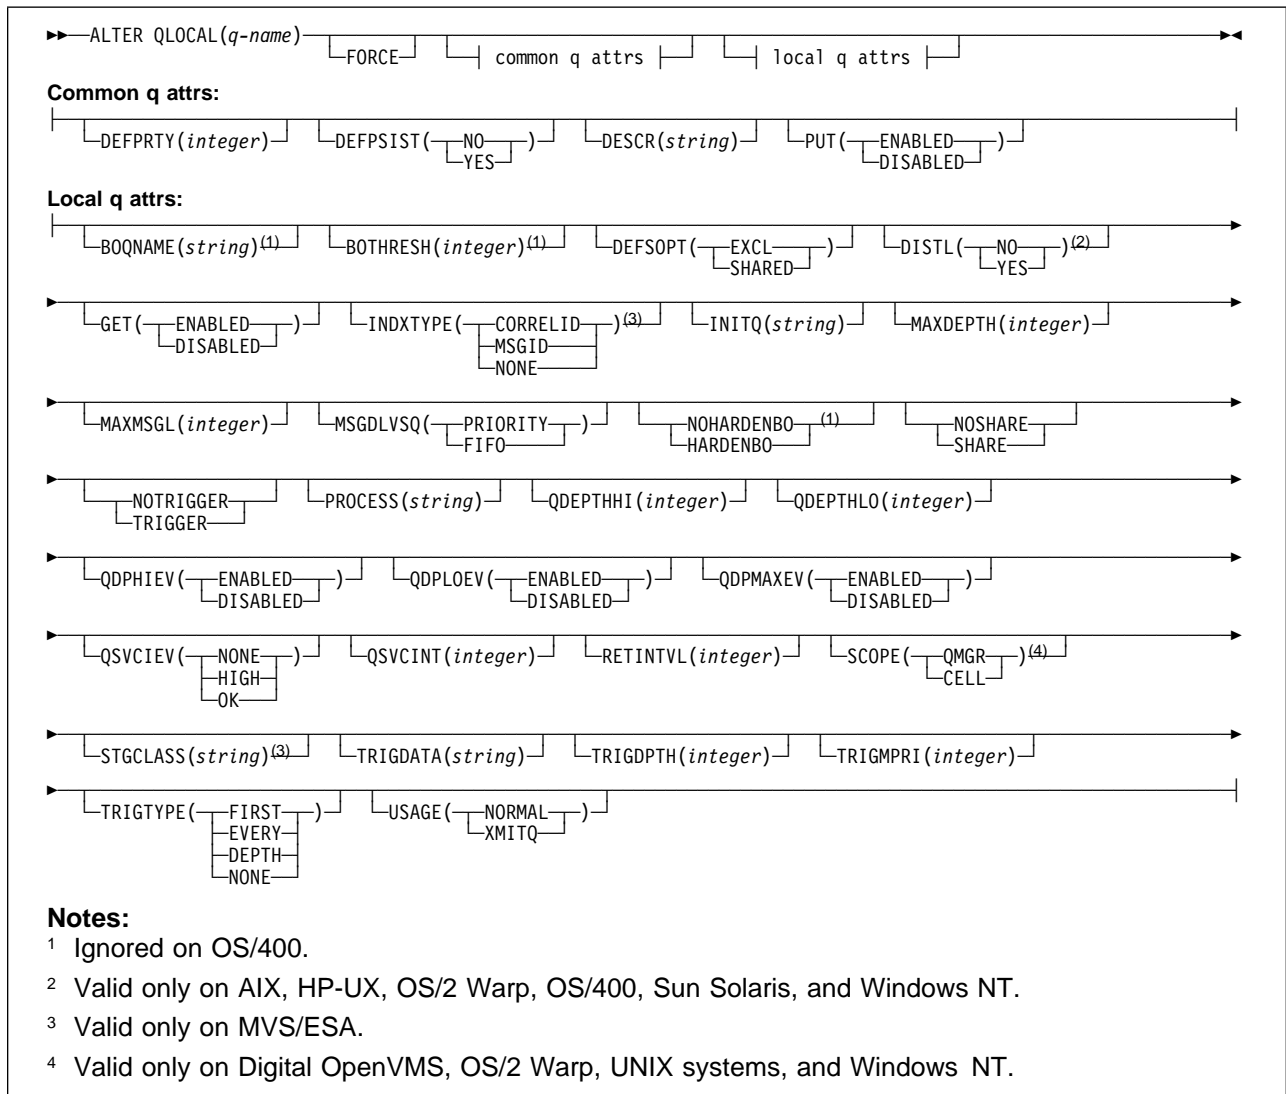 ALTER QLOCAL(q-name) FORCE common q attrs local q attrs
Common q attrs:
DEFPRTY(integer) DEFPSIST( NO ) DESCR(string) PUT( ENABLED )
YES DISABLED
Local q attrs:
BOQNAME(string)(1) BOTHRESH(integer)(1) DEFSOPT( EXCL ) DISTL( NO )(2)
SHARED YES
GET( ENABLED ) INDXTYPE( CORRELID )(3) INITQ(string) MAXDEPTH(integer)
DISABLED MSGID
NONE
MAXMSGL(integer) MSGDLVSQ( PRIORITY ) NOHARDENBO (1) NOSHARE
FIFO HARDENBO SHARE
NOTRIGGER PROCESS(string) QDEPTHHI(integer) QDEPTHLO(integer)
TRIGGER
QDPHIEV( ENABLED ) QDPLOEV( ENABLED ) QDPMAXEV( ENABLED )
DISABLED DISABLED DISABLED
QSVCIEV( NONE ) QSVCINT(integer) RETINTVL(integer) SCOPE( QMGR )(4)
HIGH CELL
OK
STGCLASS(string)(3) TRIGDATA(string) TRIGDPTH(integer) TRIGMPRI(integer)
TRIGTYPE( FIRST ) USAGE( NORMAL )
EVERY XMITQ
DEPTH
NONE
Notes:
1 Ignored on OS/400.
2 Valid only on AIX, HP-UX, OS/2 Warp, OS/400, Sun Solaris, and Windows NT.
3 Valid only on MVS/ESA.
4 Valid only on Digital OpenVMS, OS/2 Warp, UNIX systems, and Windows NT.